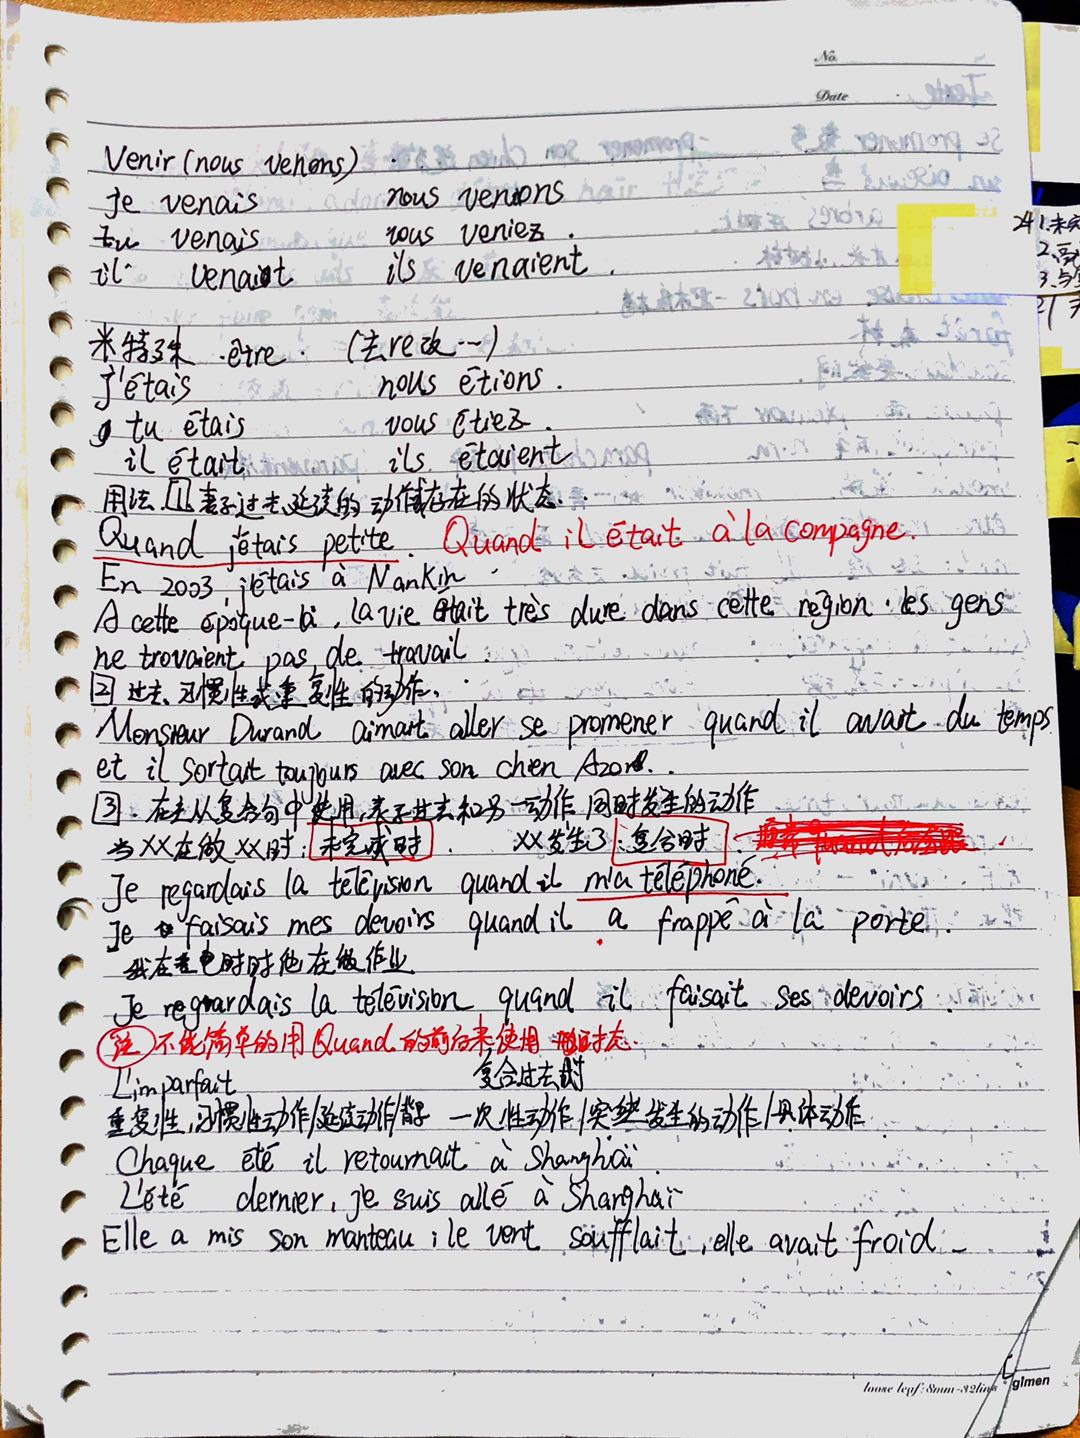 No.
Date
Venir (nous venons)
je venais nous venions
tu venais vous veniez.
il venait ils venaient.
米特殊 .être. (去re改…)
j'étais nous étions.
tu étais vous étiez.
il était ils étaient
用法 1 表示过去、延续的动作或存在的状态.
Quand j'étais petite. Quand il était à la compagne.
En 2003, j'étais à Nankin
A cette époque-là, la vie était très dure dans cette région. les gens
ne trovaient pas de travail.
2 过去、习惯性或重复性的动作.
Monsieur Durand aimait aller se promener quand il avait du temps
et il sortait toujours avec son chien Azor...
3. 在主从复合句中使用,表示过去和另一动作同时发生的动作
当XX在做XX时: 未完成时. XX发生了: 复合时
Je regardais la télévision quand il m'a téléphoné.
Je faisais mes devoirs quand il a frappé à la porte.
我在看电时时他在做作业
Je regardais la télévision quand il faisait ses devoirs.
注 不能简单的用Quand的前后来使用时态.
L'imparfait 复合过去时
重复性,习惯性动作/延续动作/背 一次性动作/突然发生的动作/具体动作
Chaque été il retournait à Shanghaï
L'été dernier, je suis allé à Shanghaï
Elle a mis son manteau; le vent soufflait, elle avait froid
loose leaf: 8mm-32lines glmen